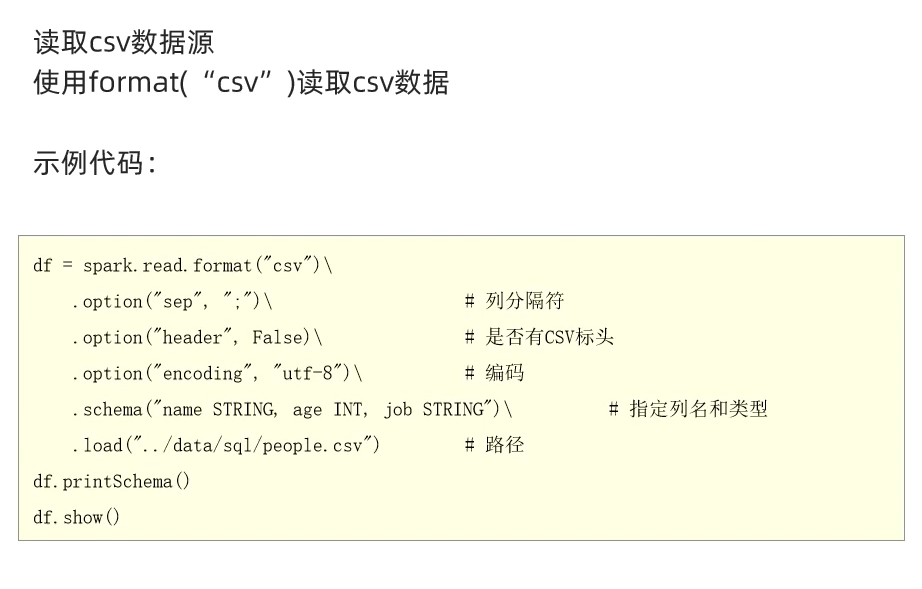 读取csv数据源
使用format(“csv”)读取csv数据
示例代码：
df = spark.read.format("csv")\
    .option("sep", ";")\                    # 列分隔符
    .option("header", False)\               # 是否有CSV标头
    .option("encoding", "utf-8")\           # 编码
    .schema("name STRING, age INT, job STRING")\          # 指定列名和类型
    .load("../data/sql/people.csv")         # 路径
df.printSchema()
df.show()